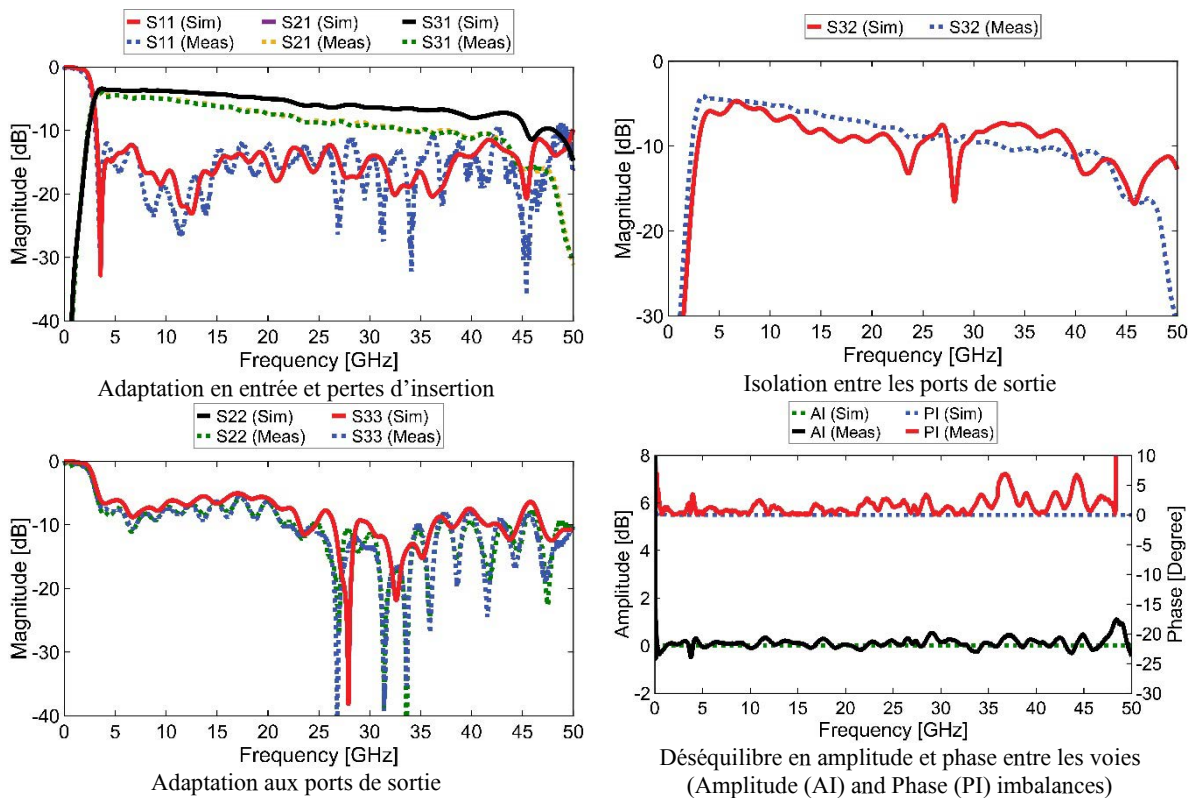 S11 (Sim) S21 (Sim) S31 (Sim)
S11 (Meas) S21 (Meas) S31 (Meas)
0
-10
-20
-30
-40
Magnitude [dB]
0 5 10 15 20 25 30 35 40 45 50
Frequency [GHz]
Adaptation en entrée et pertes d'insertion
S32 (Sim) S32 (Meas)
0
-10
-20
-30
Magnitude [dB]
0 5 10 15 20 25 30 35 40 45 50
Frequency [GHz]
Isolation entre les ports de sortie
S22 (Sim) S33 (Sim)
S22 (Meas) S33 (Meas)
0
-10
-20
-30
-40
Magnitude [dB]
0 5 10 15 20 25 30 35 40 45 50
Frequency [GHz]
Adaptation aux ports de sortie
AI (Sim) PI (Sim)
AI (Meas) PI (Meas)
8
6
4
2
0
-2
Amplitude [dB]
10
5
0
-5
-10
-15
-20
-25
-30
Phase [Degree]
0 5 10 15 20 25 30 35 40 45 50
Frequency [GHz]
Déséquilibre en amplitude et phase entre les voies
(Amplitude (AI) and Phase (PI) imbalances)